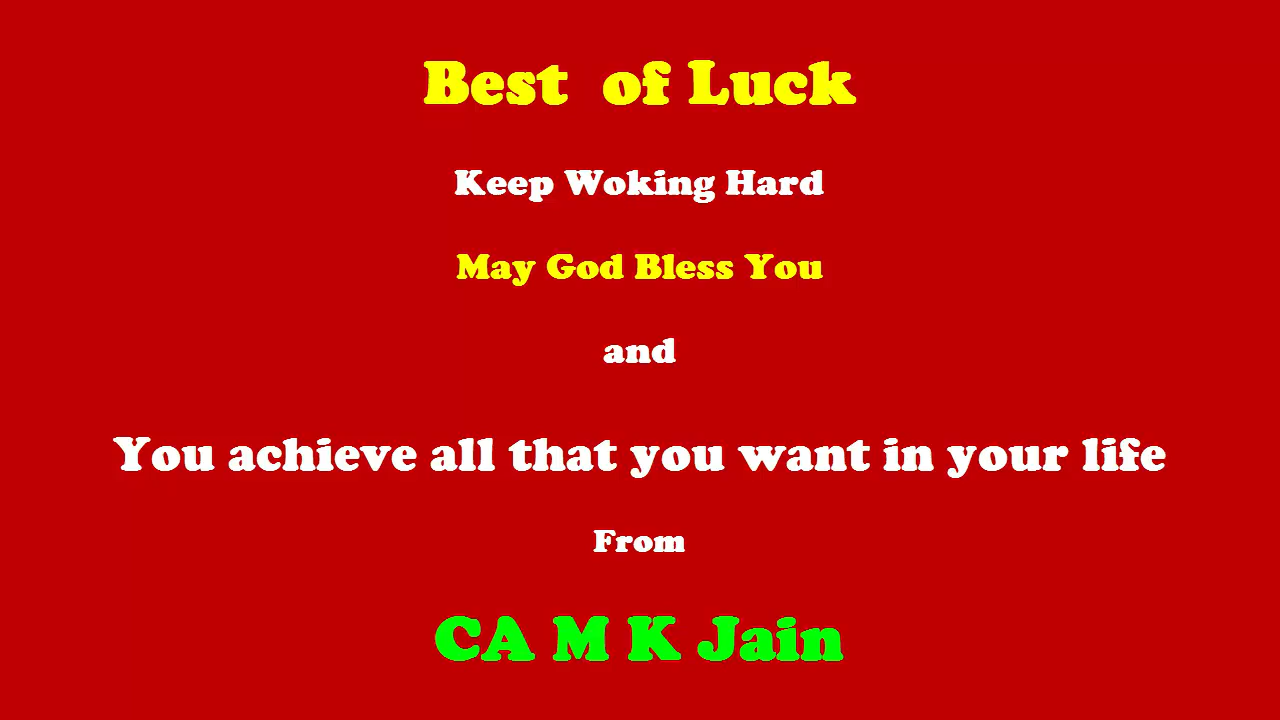 Best of Luck
Keep Woking Hard
May God Bless You
and
You achieve all that you want in your life
From
CA M K Jain